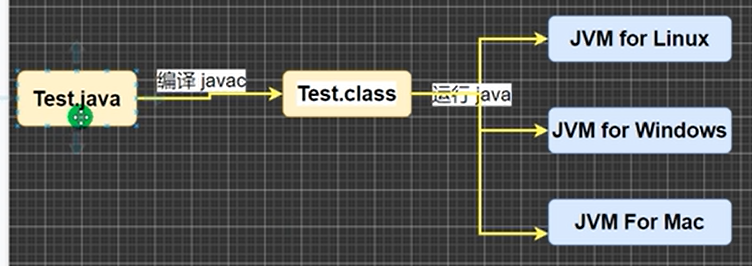 Test.java
编译 javac
Test.class
运行 java
JVM for Linux
JVM for Windows
JVM For Mac